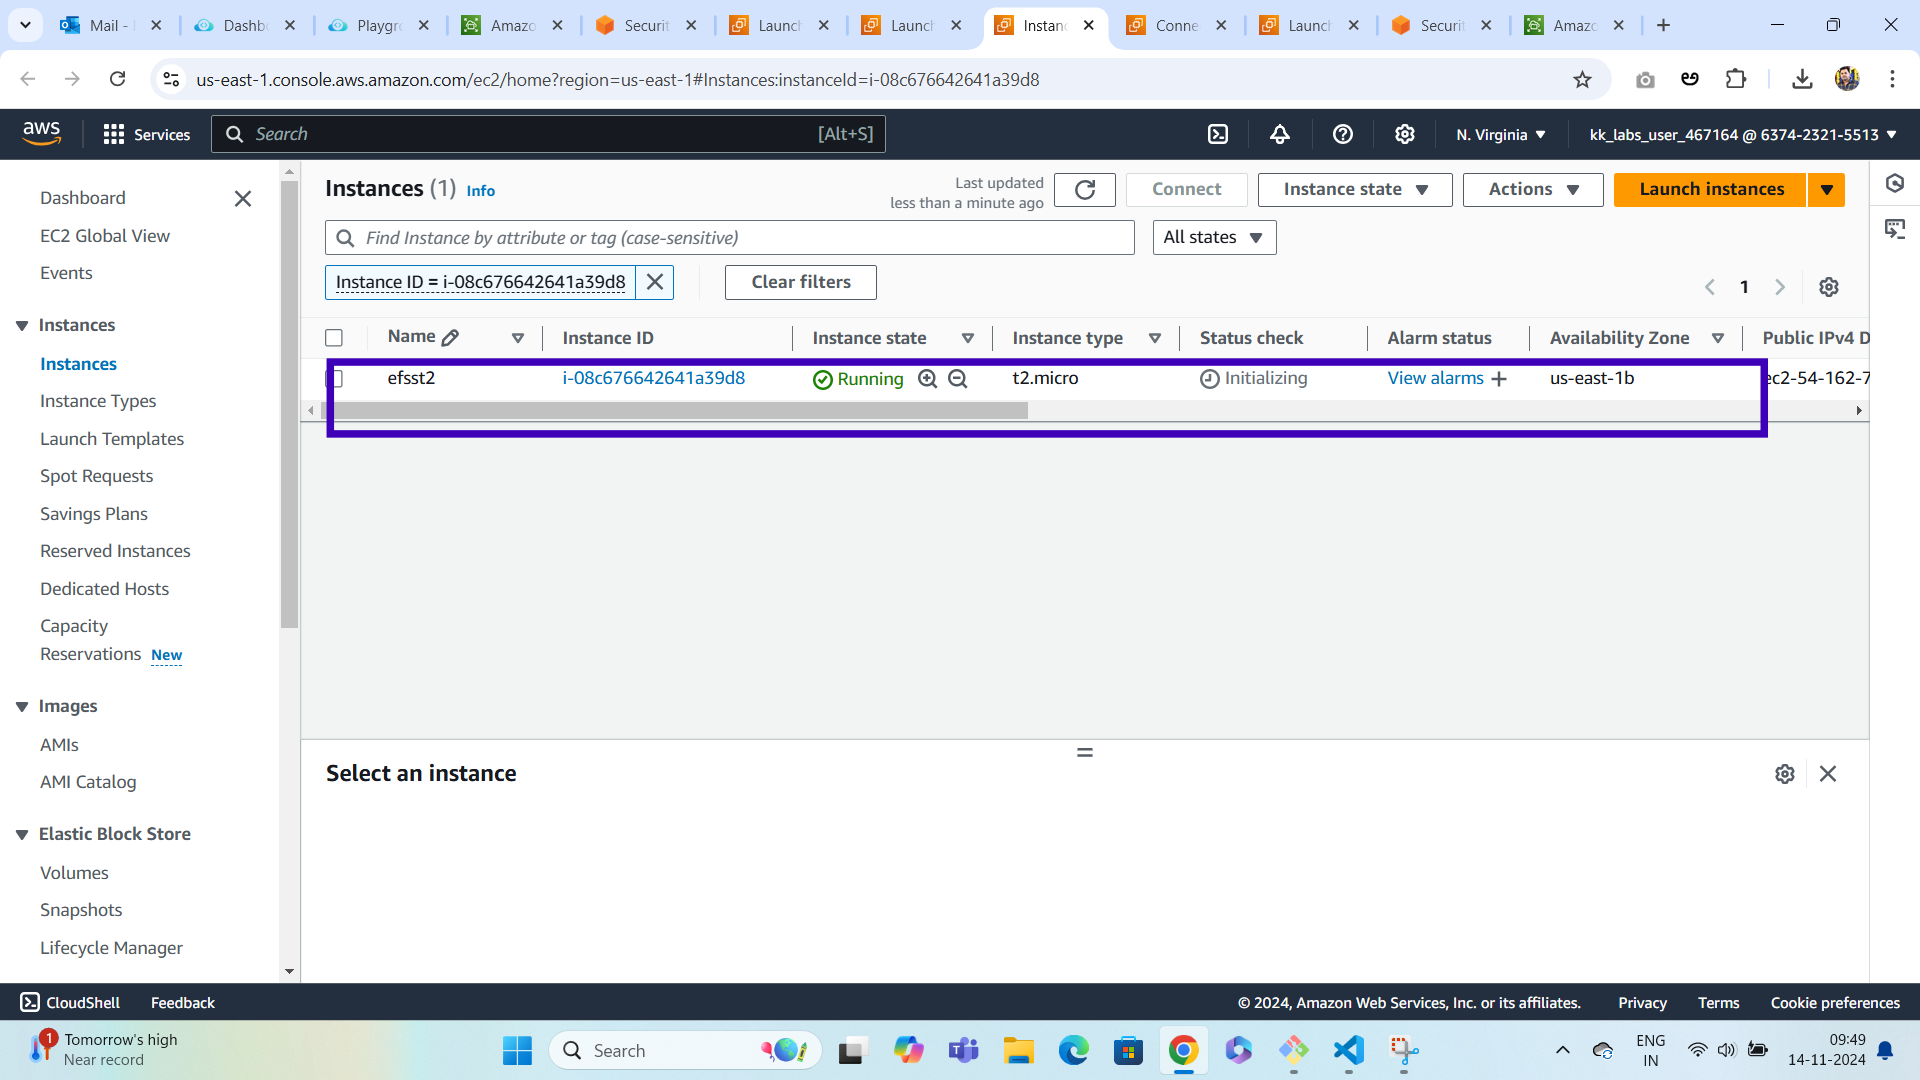 Mail -
Dashb
Playgr
Amazo
Securit
Launch
Launch
Instanc
Conne
Launch
Securit
Amazo
us-east-1.console.aws.amazon.com/ec2/home?region=us-east-1#Instances:instanceId=i-08c676642641a39d8
aws
Services
Search
[Alt+S]
N. Virginia
kk_labs_user_467164 @ 6374-2321-5513
Dashboard
EC2 Global View
Events
Instances
Instances
Instance Types
Launch Templates
Spot Requests
Savings Plans
Reserved Instances
Dedicated Hosts
Capacity
Reservations New
Images
AMIs
AMI Catalog
Elastic Block Store
Volumes
Snapshots
Lifecycle Manager
Instances (1) Info
Last updated
less than a minute ago
Connect
Instance state
Actions
Launch instances
Find Instance by attribute or tag (case-sensitive)
All states
Instance ID = i-08c676642641a39d8
Clear filters
1
Name Instance ID Instance state Instance type Status check Alarm status Availability Zone Public IPv4 D
efsst2 i-08c676642641a39d8 Running t2.micro Initializing View alarms + us-east-1b ec2-54-162-7
Select an instance
CloudShell Feedback © 2024, Amazon Web Services, Inc. or its affiliates. Privacy Terms Cookie preferences
1
Tomorrow's high
Near record
Search
ENG
IN
09:49
14-11-2024